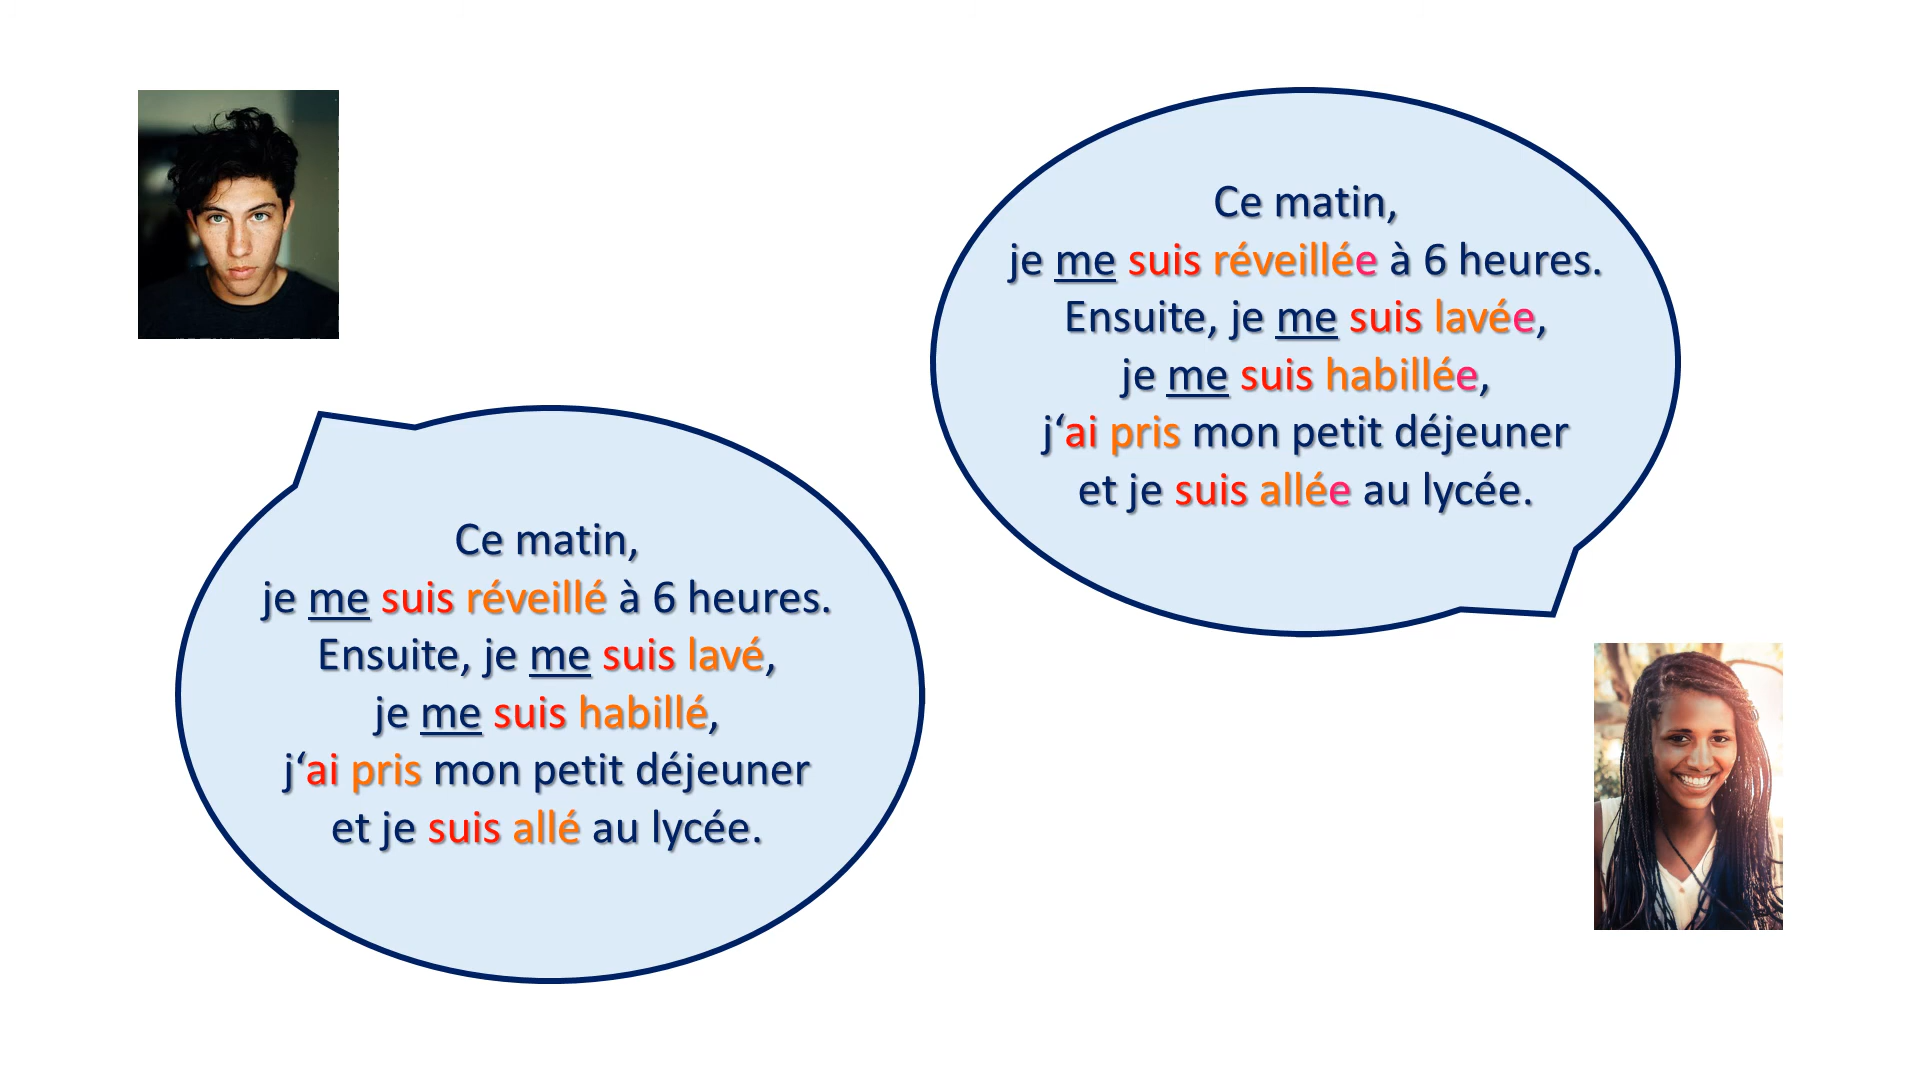 Ce matin,
je me suis réveillée à 6 heures.
Ensuite, je me suis lavée,
je me suis habillée,
j‘ai pris mon petit déjeuner
et je suis allée au lycée.
Ce matin,
je me suis réveillé à 6 heures.
Ensuite, je me suis lavé,
je me suis habillé,
j‘ai pris mon petit déjeuner
et je suis allé au lycée.